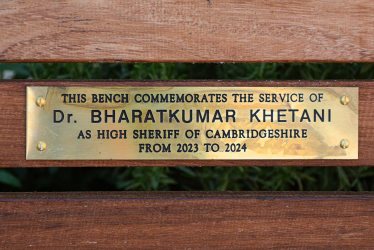 THIS BENCH COMMEMORATES THE SERVICE OF
Dr. BHARATKUMAR KHETANI
AS HIGH SHERIFF OF CAMBRIDGESHIRE
FROM 2023 TO 2024